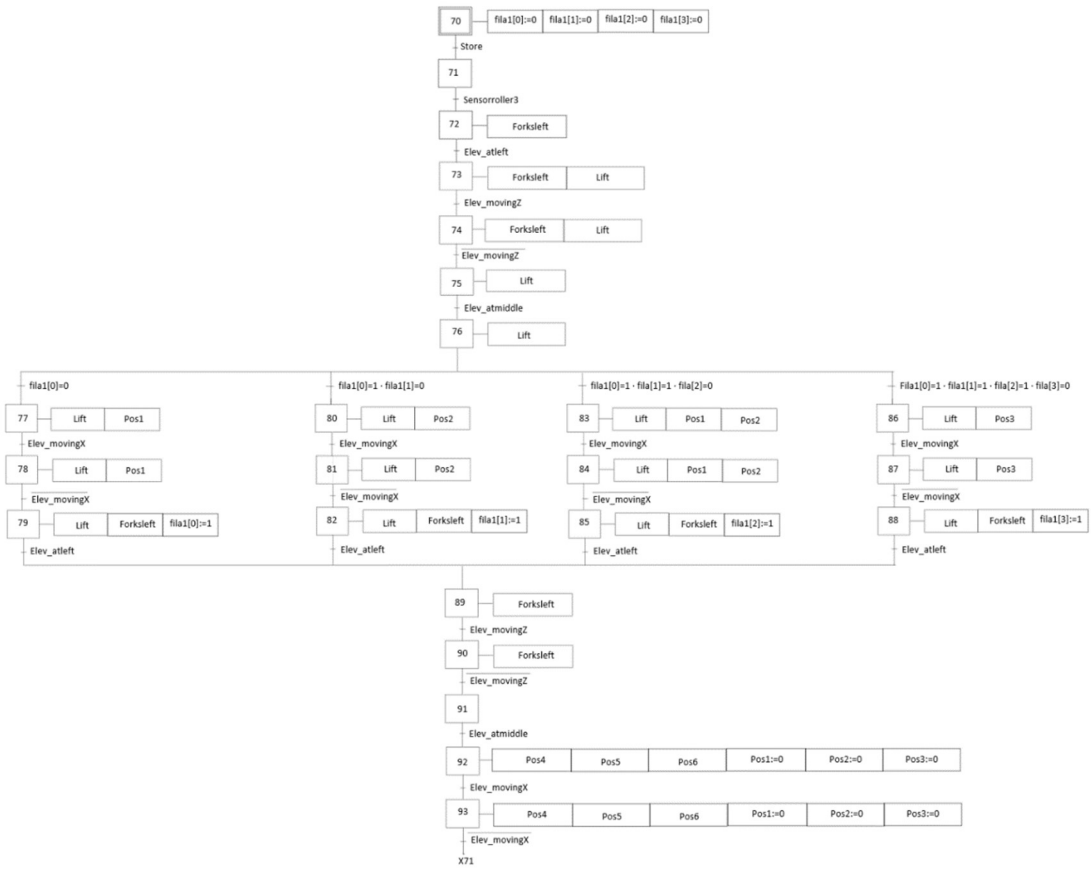 70 fila1[0]:=0 fila1[1]:=0 fila1[2]:=0 fila1[3]:=0
Store
71
Sensorroller3
72 Forksleft
Elev_atleft
73 Forksleft Lift
Elev_movingZ
74 Forksleft Lift
Elev_movingZ
75 Lift
Elev_atmiddle
76 Lift
fila1[0]=0
77 Lift Pos1
Elev_movingX
78 Lift Pos1
Elev_movingX
79 Lift Forksleft fila1[0]:=1
Elev_atleft
fila1[0]=1 · fila1[1]=0
80 Lift Pos2
Elev_movingX
81 Lift Pos2
Elev_movingX
82 Lift Forksleft fila1[1]:=1
Elev_atleft
fila1[0]=1 · fila[1]=1 · fila[2]=0
83 Lift Pos1 Pos2
Elev_movingX
84 Lift Pos1 Pos2
Elev_movingX
85 Lift Forksleft fila1[2]:=1
Elev_atleft
Fila1[0]=1 · fila1[1]=1 · fila[2]=1 · fila[3]=0
86 Lift Pos3
Elev_movingX
87 Lift Pos3
Elev_movingX
88 Lift Forksleft fila1[3]:=1
Elev_atleft
89 Forksleft
Elev_movingZ
90 Forksleft
Elev_movingZ
91
Elev_atmiddle
92 Pos4 Pos5 Pos6 Pos1:=0 Pos2:=0 Pos3:=0
Elev_movingX
93 Pos4 Pos5 Pos6 Pos1:=0 Pos2:=0 Pos3:=0
Elev_movingX
X71